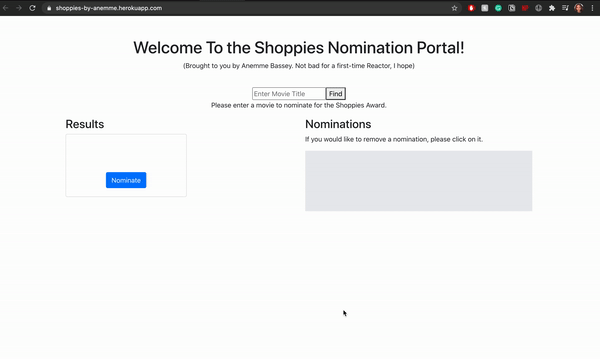 shoppies-by-anemme.herokuapp.com
Welcome To the Shoppies Nomination Portal!
(Brought to you by Anemme Bassey. Not bad for a first-time Reactor, I hope)
Enter Movie Title Find
Please enter a movie to nominate for the Shoppies Award.
Results
Nominate
Nominations
If you would like to remove a nomination, please click on it.